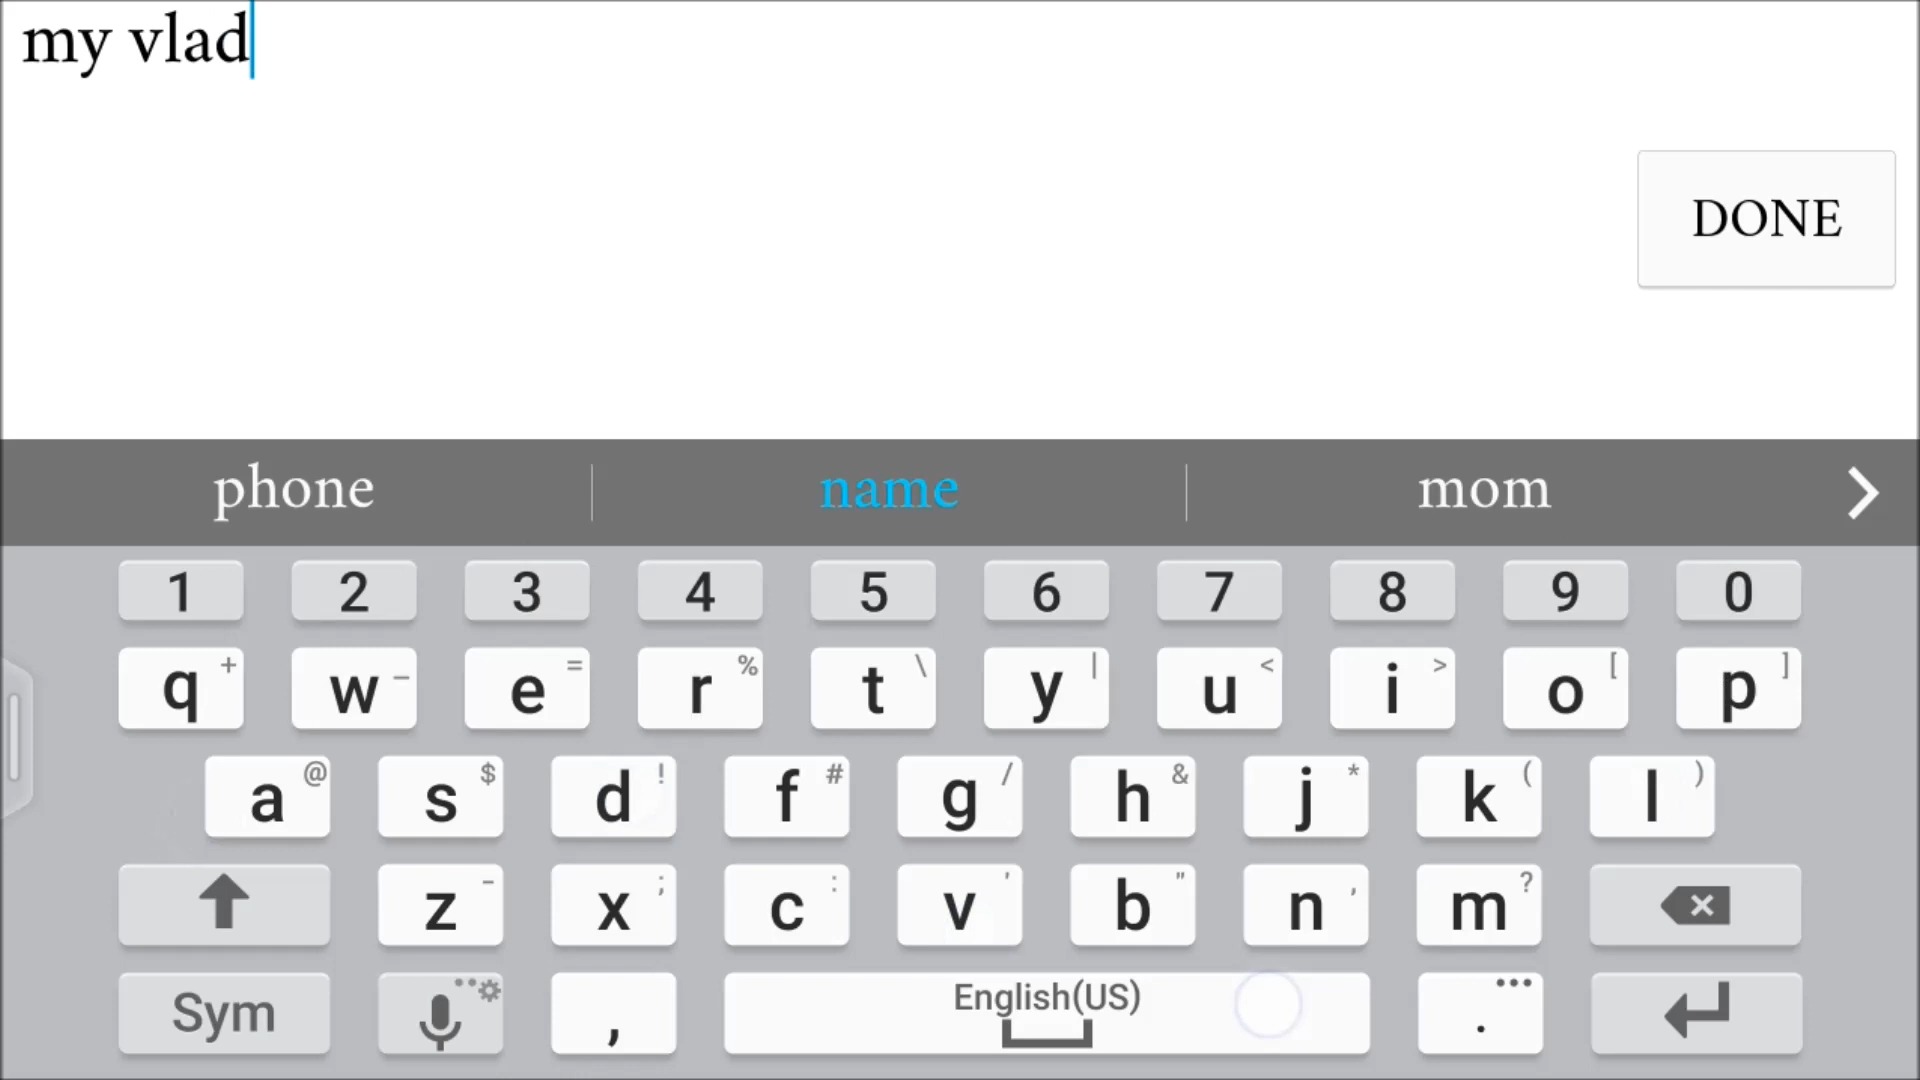 my vlad
DONE
phone name mom
1 2 3 4 5 6 7 8 9 0
q + w _ e = r % t \ y | u < i > o [ p ]
a @ s $ d ! f # g / h & j * k ( l )
z - x ; c : v ' b " n , m ?
Sym , English(US) .